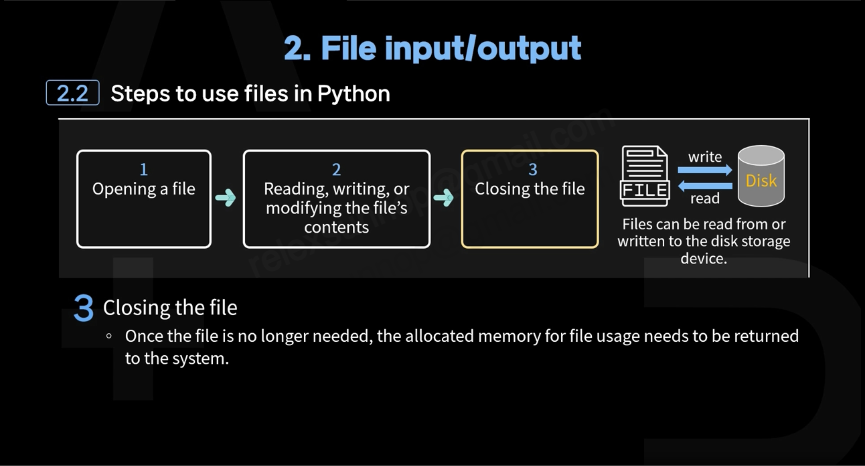 2. File input/output
2.2 Steps to use files in Python
1
Opening a file
2
Reading, writing, or
modifying the file's
contents
3
Closing the file
FILE
write
read
Disk
Files can be read from or
written to the disk storage
device.
3 Closing the file
◦ Once the file is no longer needed, the allocated memory for file usage needs to be returned
to the system.